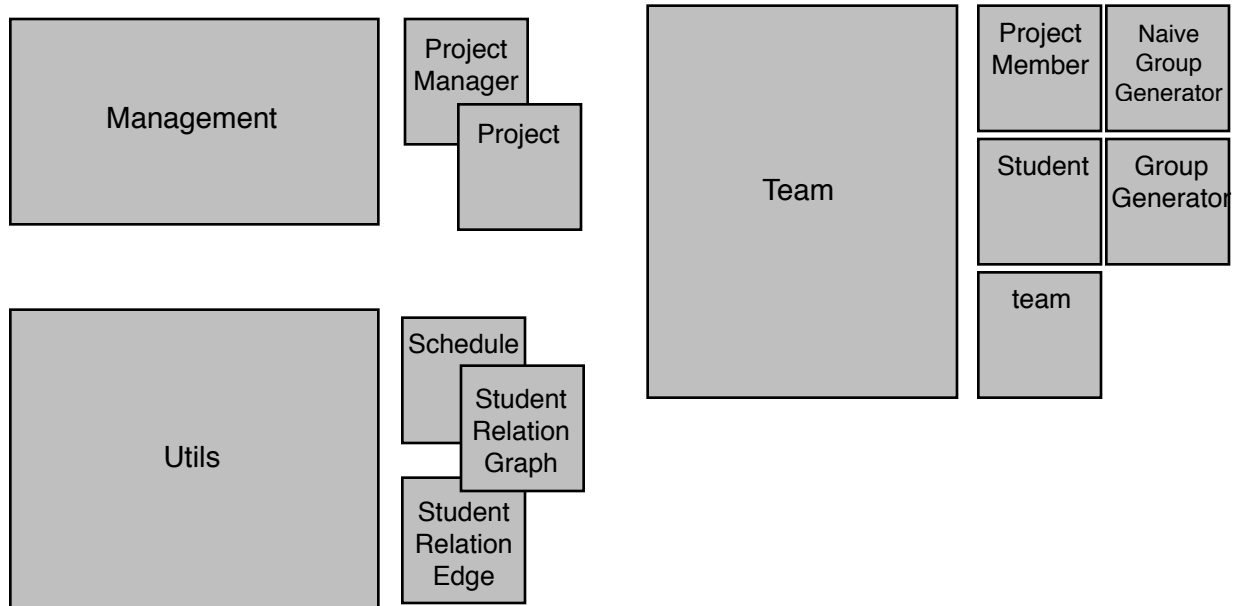 Management
Project
Manager
Project
Team
Project
Member
Naive
Group
Generator
Student
Group
Generator
team
Utils
Schedule
Student
Relation
Graph
Student
Relation
Edge